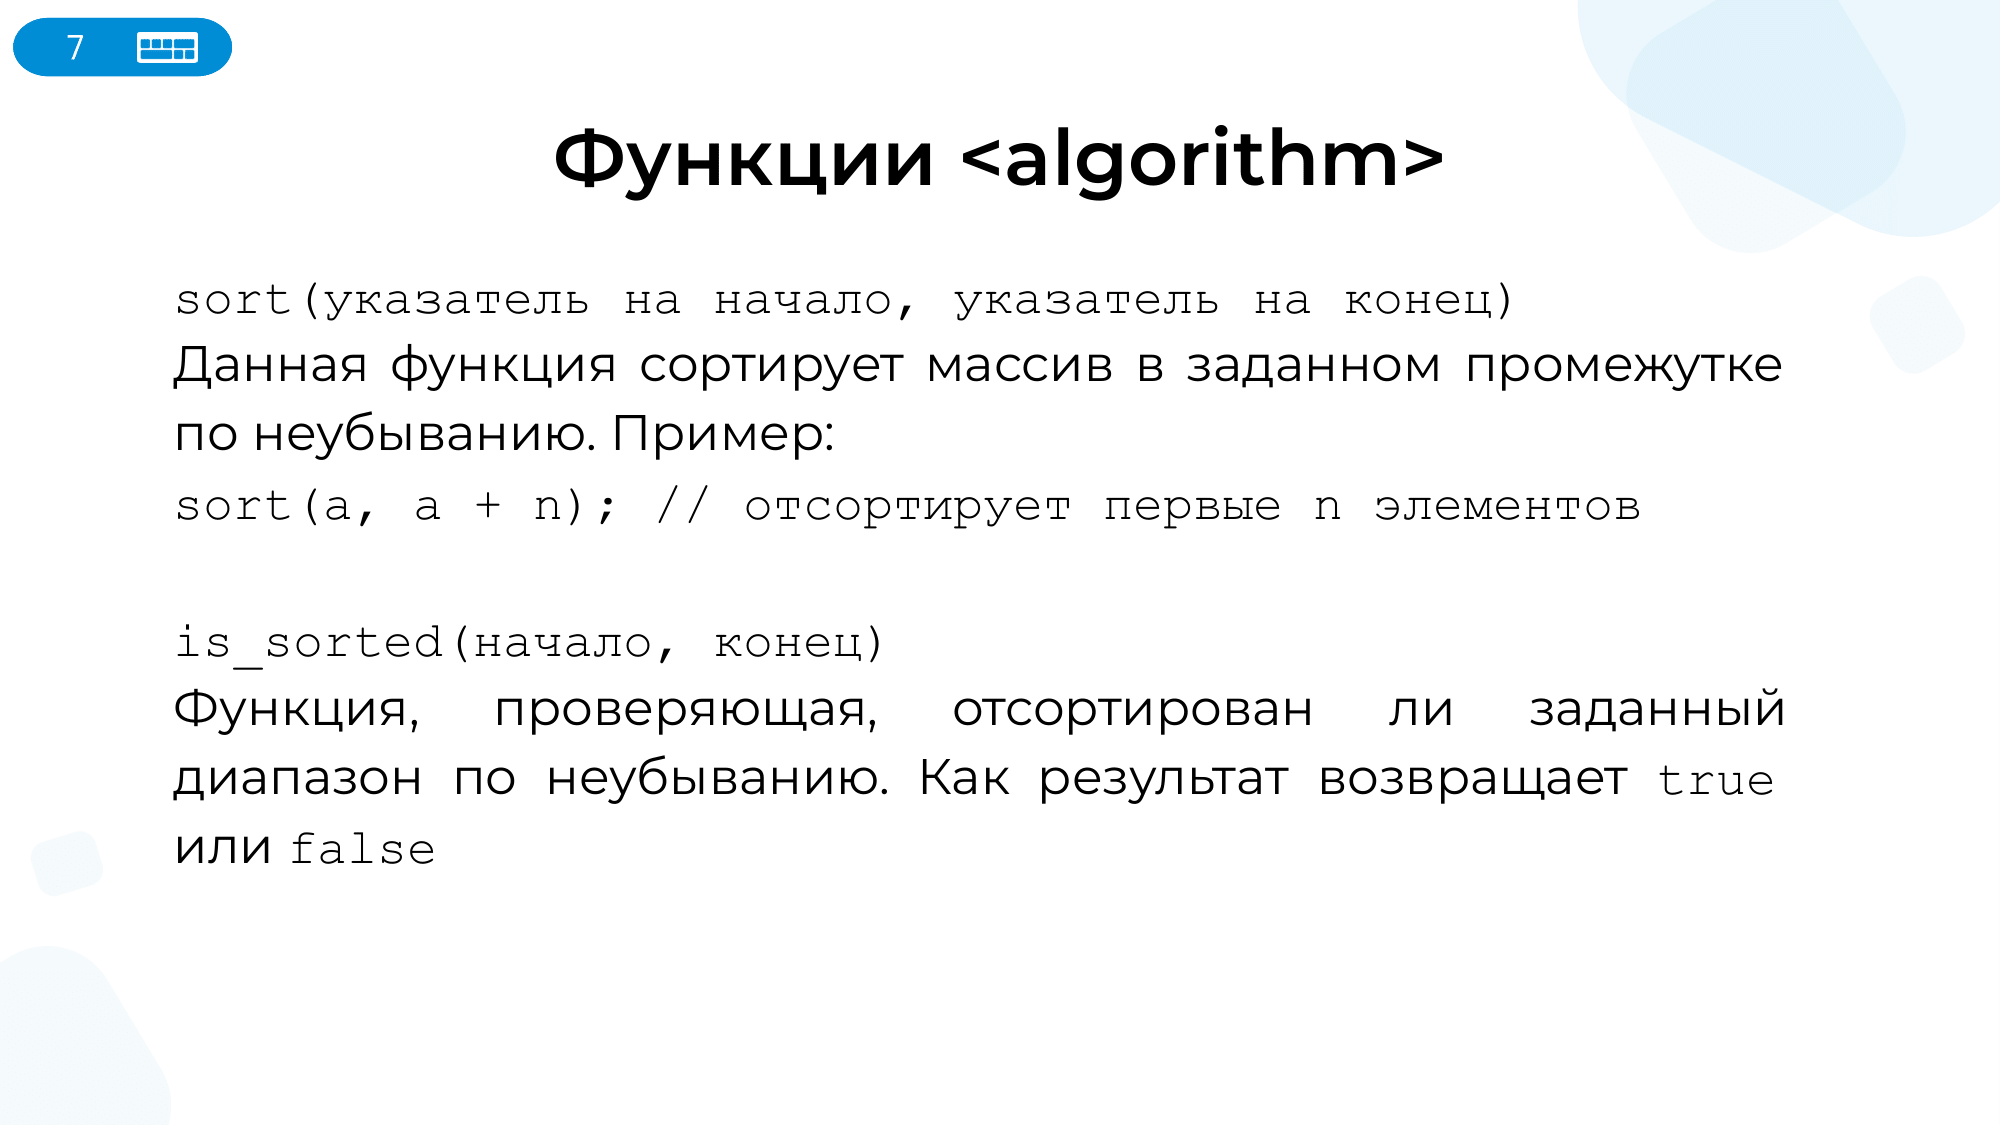 7
Функции <algorithm>
sort(указатель на начало, указатель на конец)
Данная функция сортирует массив в заданном промежутке
по неубыванию. Пример:
sort(a, a + n); // отсортирует первые n элементов
is_sorted(начало, конец)
Функция, проверяющая, отсортирован ли заданный
диапазон по неубыванию. Как результат возвращает true
или false